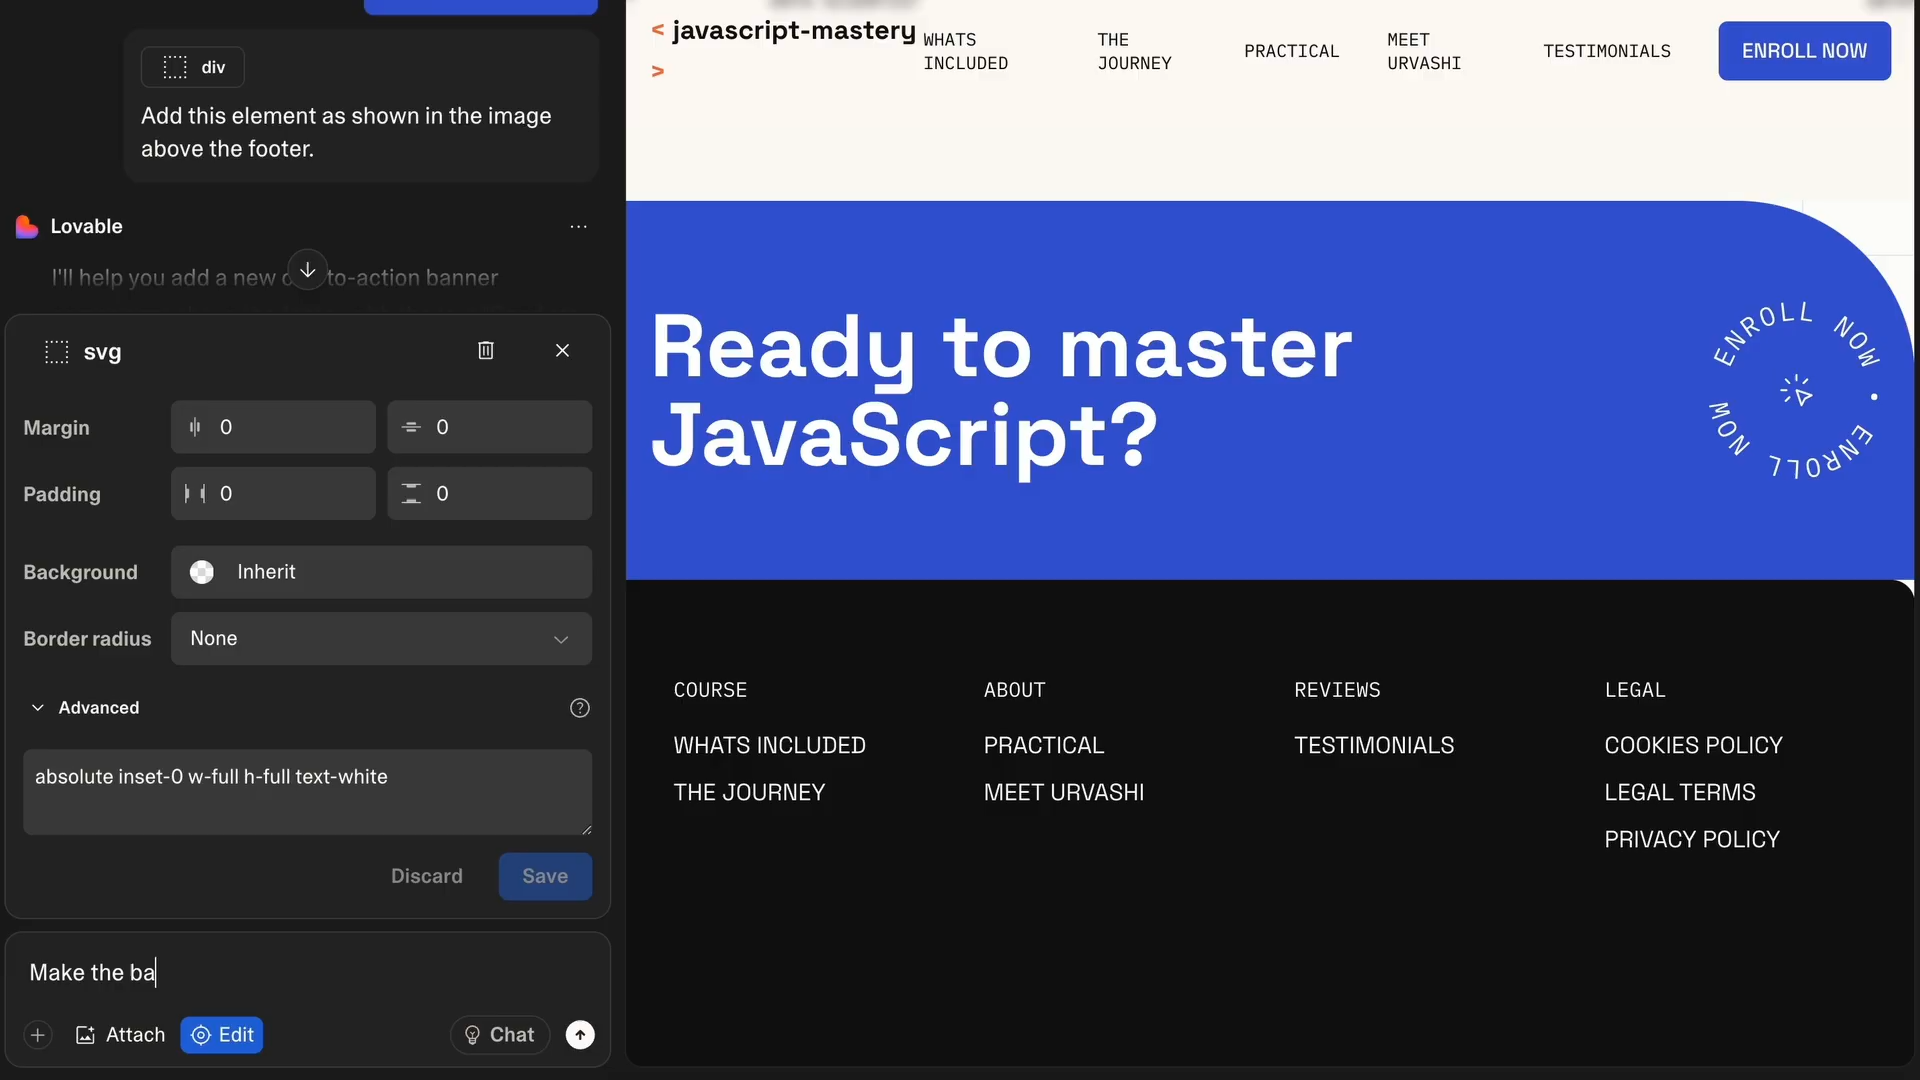 div
Add this element as shown in the image
above the footer.
Lovable
I'll help you add a new c to-action banner
svg
Margin
0
0
Padding
0
0
Background
Inherit
Border radius
None
Advanced
absolute inset-0 w-full h-full text-white
Discard
Save
Make the ba
Attach
Edit
Chat
< javascript-mastery
>
WHATS
INCLUDED
THE
JOURNEY
PRACTICAL
MEET
URVASHI
TESTIMONIALS
ENROLL NOW
Ready to master
JavaScript?
ENROLL NOW • ENROLL NOW
COURSE
WHATS INCLUDED
THE JOURNEY
ABOUT
PRACTICAL
MEET URVASHI
REVIEWS
TESTIMONIALS
LEGAL
COOKIES POLICY
LEGAL TERMS
PRIVACY POLICY